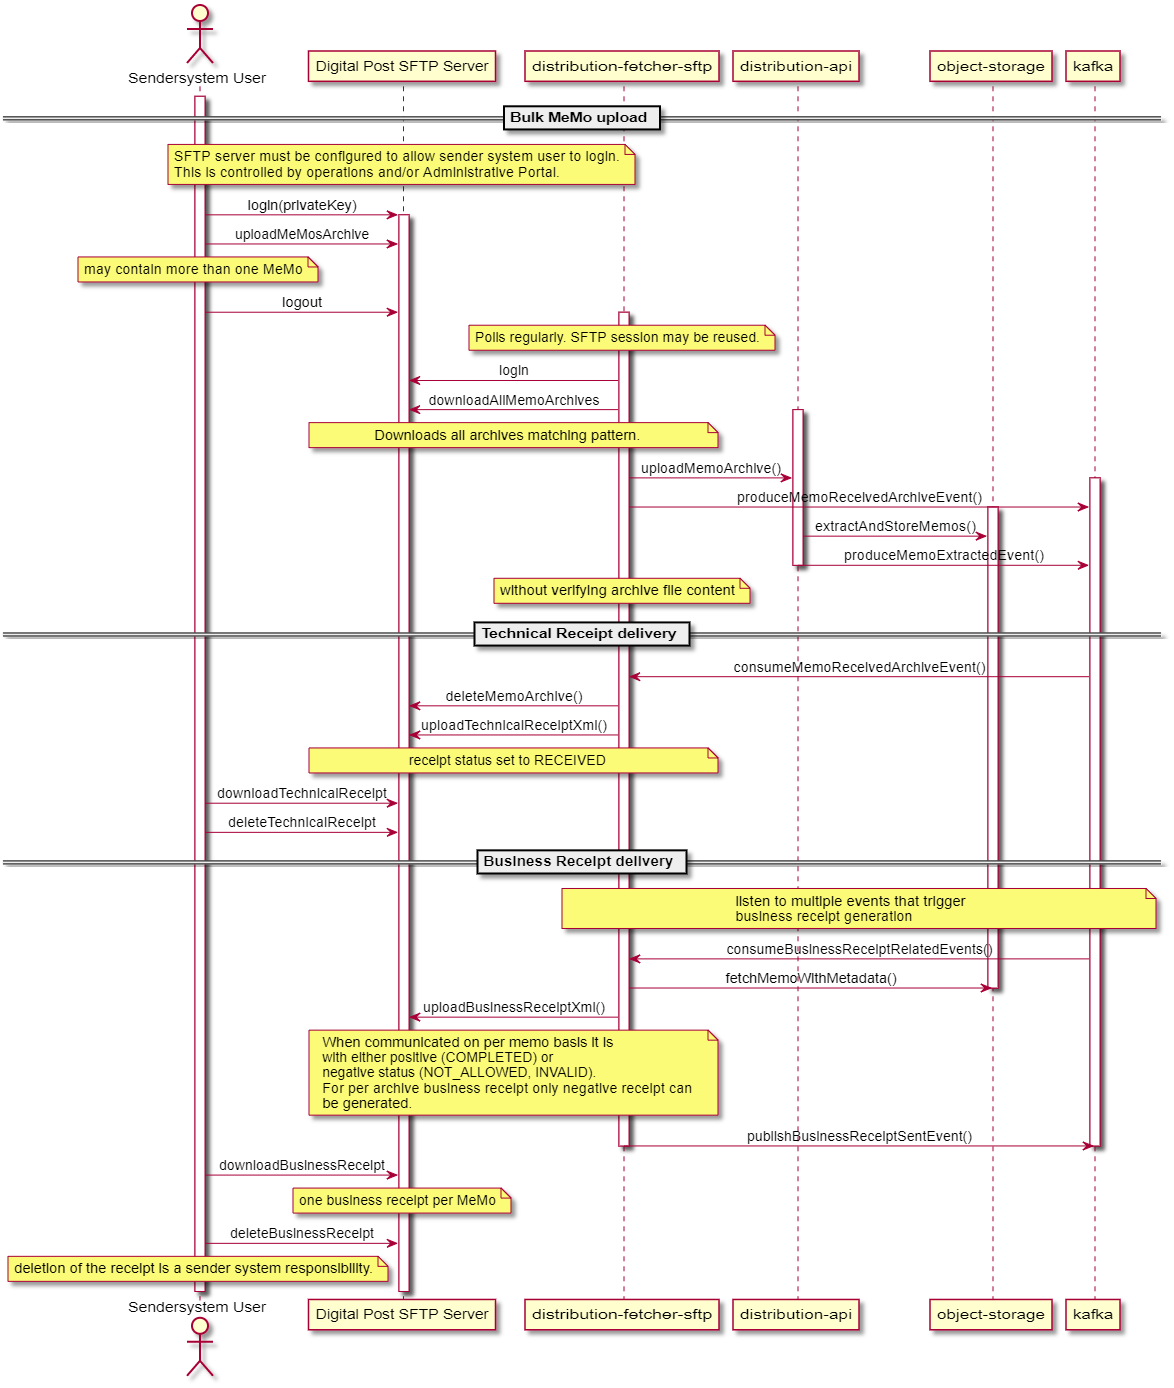 Sendersystem User
Digital Post SFTP Server
distribution-fetcher-sftp
distribution-api
object-storage
kafka
Bulk MeMo upload
SFTP server must be configured to allow sender system user to login.
This is controlled by operations and/or Administrative Portal.
login(privateKey)
uploadMeMosArchive
may contain more than one MeMo
logout
Polls regularly. SFTP session may be reused.
login
downloadAllMemoArchives
Downloads all archives matching pattern.
uploadMemoArchive()
produceMemoReceivedArchiveEvent()
extractAndStoreMemos()
produceMemoExtractedEvent()
without verifying archive file content
Technical Receipt delivery
consumeMemoReceivedArchiveEvent()
deleteMemoArchive()
uploadTechnicalReceiptXml()
receipt status set to RECEIVED
downloadTechnicalReceipt
deleteTechnicalReceipt
Business Receipt delivery
listen to multiple events that trigger
business receipt generation
consumeBusinessReceiptRelatedEvents()
fetchMemoWithMetadata()
uploadBusinessReceiptXml()
When communicated on per memo basis it is
with either positive (COMPLETED) or
negative status (NOT_ALLOWED, INVALID).
For per archive business receipt only negative receipt can
be generated.
publishBusinessReceiptSentEvent()
downloadBusinessReceipt
one business receipt per MeMo
deleteBusinessReceipt
deletion of the receipt is a sender system responsibility.
Sendersystem User
Digital Post SFTP Server
distribution-fetcher-sftp
distribution-api
object-storage
kafka